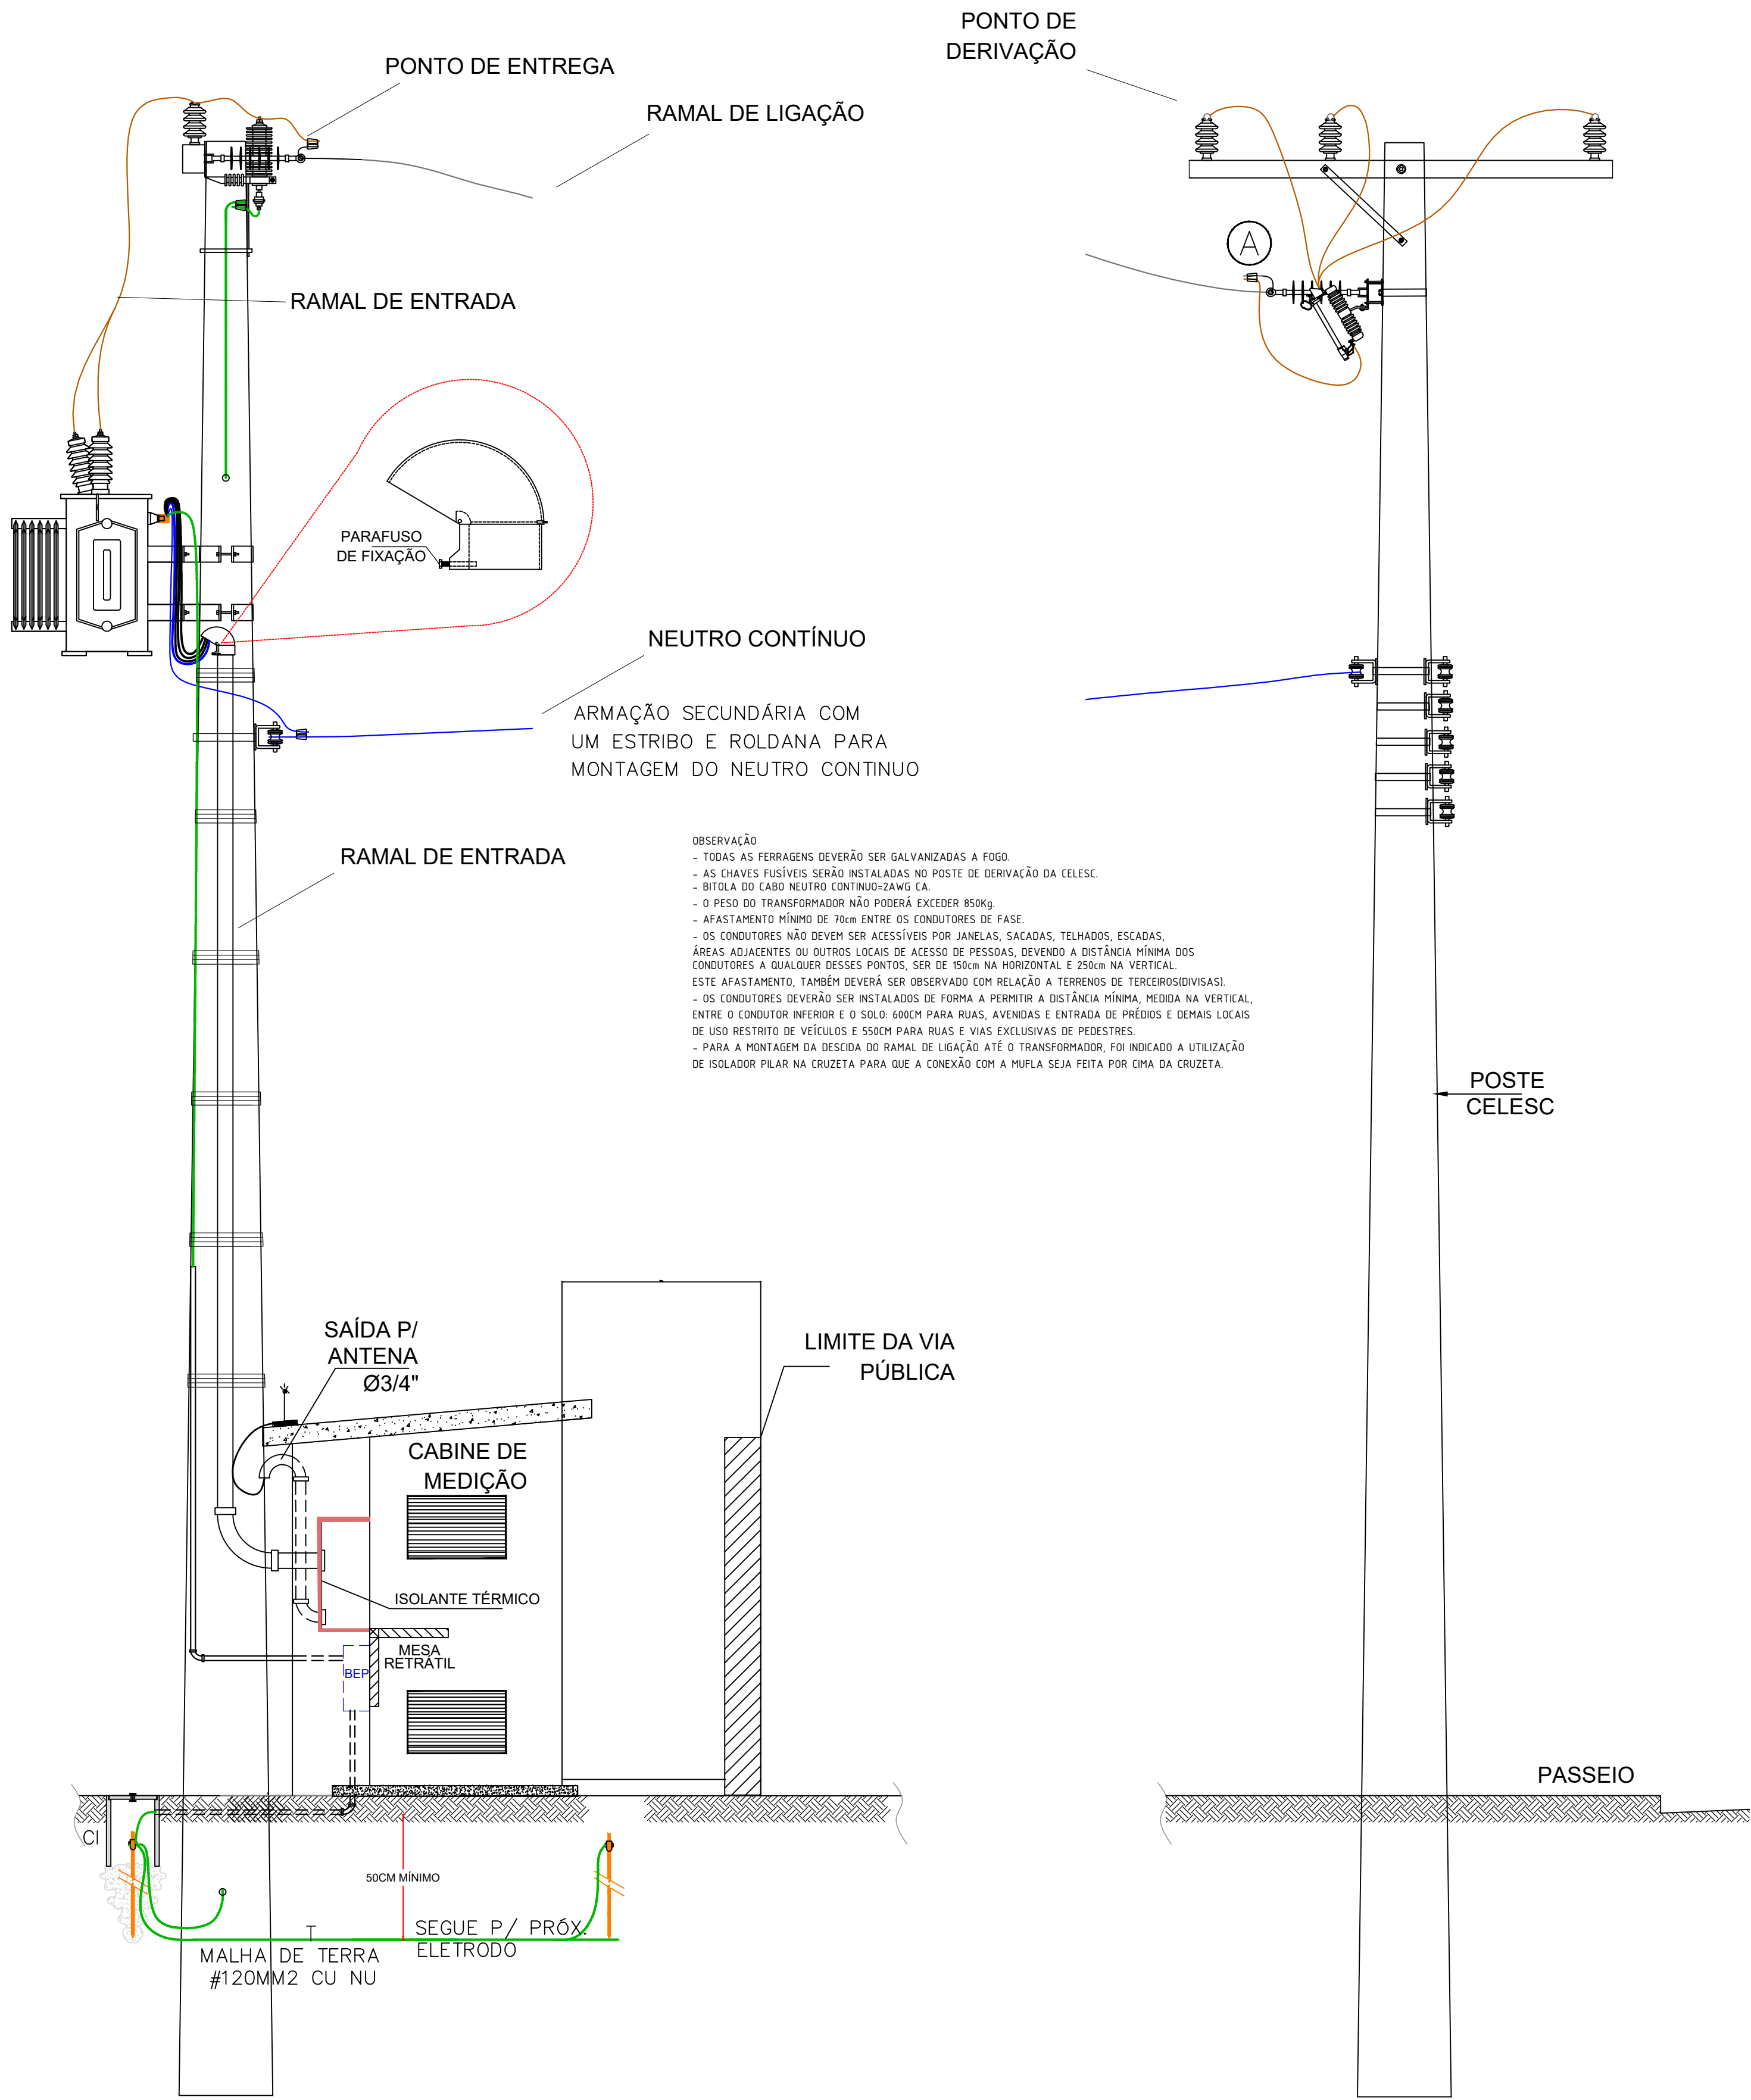 PONTO DE
DERIVAÇÃO
PONTO DE ENTREGA
RAMAL DE LIGAÇÃO
A
RAMAL DE ENTRADA
PARAFUSO
DE FIXAÇÃO
NEUTRO CONTÍNUO
ARMAÇÃO SECUNDÁRIA COM
UM ESTRIBO E ROLDANA PARA
MONTAGEM DO NEUTRO CONTINUO
RAMAL DE ENTRADA
OBSERVAÇÃO
- TODAS AS FERRAGENS DEVERÃO SER GALVANIZADAS A FOGO.
- AS CHAVES FUSÍVEIS SERÃO INSTALADAS NO POSTE DE DERIVAÇÃO DA CELESC.
- BITOLA DO CABO NEUTRO CONTINUO=2AWG CA.
- O PESO DO TRANSFORMADOR NÃO PODERÁ EXCEDER 850Kg.
- AFASTAMENTO MÍNIMO DE 70cm ENTRE OS CONDUTORES DE FASE.
- OS CONDUTORES NÃO DEVEM SER ACESSÍVEIS POR JANELAS, SACADAS, TELHADOS, ESCADAS,
ÁREAS ADJACENTES OU OUTROS LOCAIS DE ACESSO DE PESSOAS, DEVENDO A DISTÂNCIA MÍNIMA DOS
CONDUTORES A QUALQUER DESSES PONTOS, SER DE 150cm NA HORIZONTAL E 250cm NA VERTICAL.
ESTE AFASTAMENTO, TAMBÉM DEVERÁ SER OBSERVADO COM RELAÇÃO A TERRENOS DE TERCEIROS(DIVISAS).
- OS CONDUTORES DEVERÃO SER INSTALADOS DE FORMA A PERMITIR A DISTÂNCIA MÍNIMA, MEDIDA NA VERTICAL,
ENTRE O CONDUTOR INFERIOR E O SOLO: 600CM PARA RUAS, AVENIDAS E ENTRADA DE PRÉDIOS E DEMAIS LOCAIS
DE USO RESTRITO DE VEÍCULOS E 550CM PARA RUAS E VIAS EXCLUSIVAS DE PEDESTRES.
- PARA A MONTAGEM DA DESCIDA DO RAMAL DE LIGAÇÃO ATÉ O TRANSFORMADOR, FOI INDICADO A UTILIZAÇÃO
DE ISOLADOR PILAR NA CRUZETA PARA QUE A CONEXÃO COM A MUFLA SEJA FEITA POR CIMA DA CRUZETA.
POSTE
CELESC
SAÍDA P/
ANTENA
Ø3/4"
LIMITE DA VIA
PÚBLICA
CABINE DE
MEDIÇÃO
ISOLANTE TÉRMICO
MESA
RETRÁTIL
BEP
PASSEIO
CI
50CM MÍNIMO
T
SEGUE P/ PRÓX.
ELETRODO
MALHA DE TERRA
#120MM2 CU NU